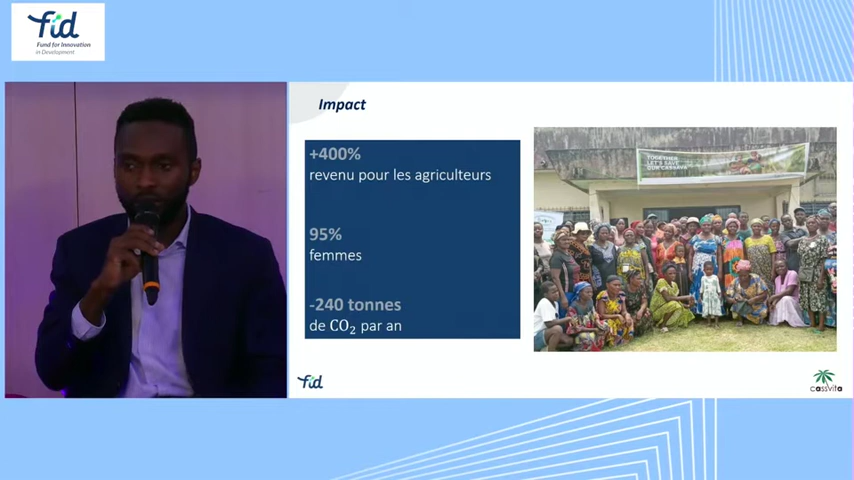 fid
Fund for Innovation
in Development
Impact
+400%
revenu pour les agriculteurs
95%
femmes
-240 tonnes
de CO₂ par an
TOGETHER
LET'S SAVE
OUR CASSAVA
fid
cassvita